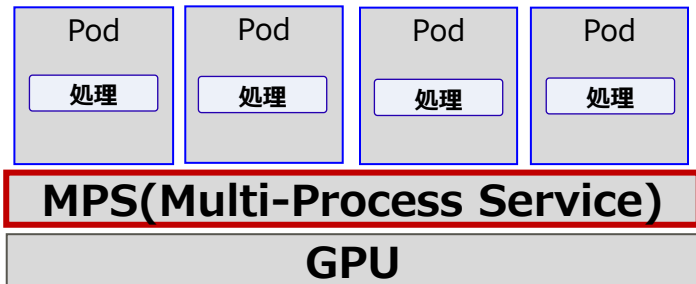 Pod Pod Pod Pod
処理 処理 処理 処理
MPS(Multi-Process Service)
GPU